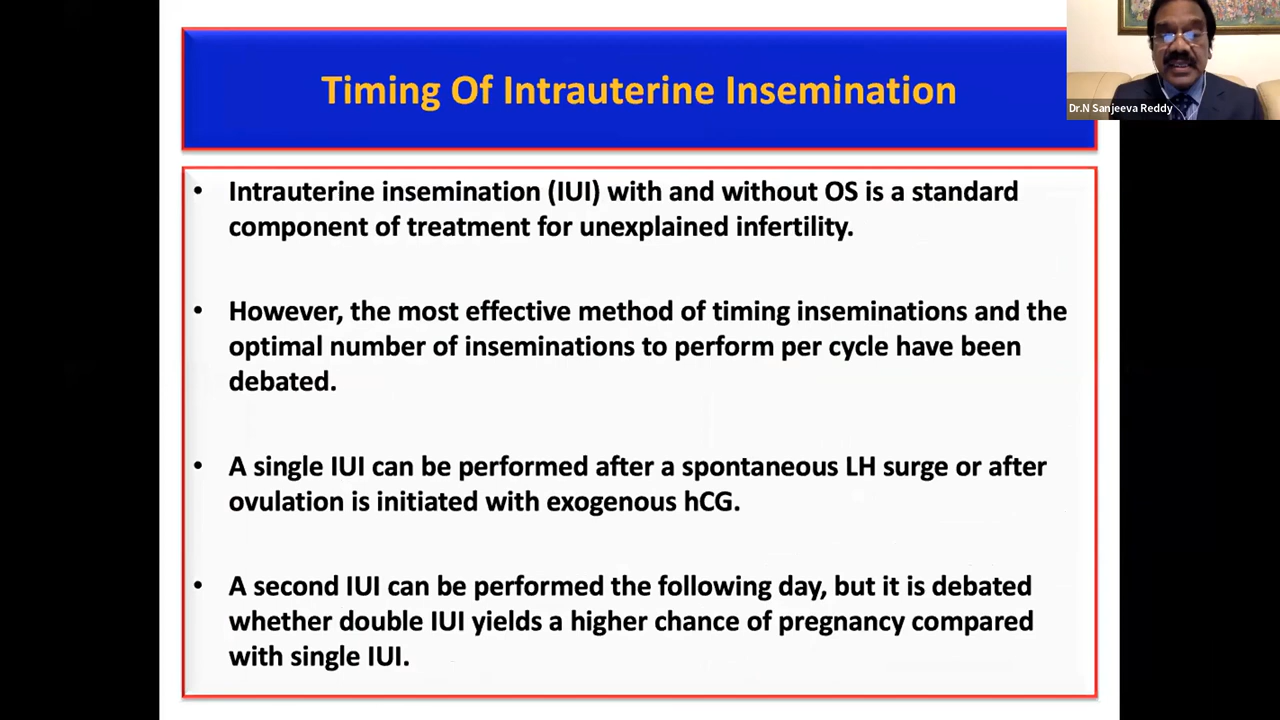 Timing Of Intrauterine Insemination
Dr.N Sanjeeva Reddy
• Intrauterine insemination (IUI) with and without OS is a standard
component of treatment for unexplained infertility.
• However, the most effective method of timing inseminations and the
optimal number of inseminations to perform per cycle have been
debated.
• A single IUI can be performed after a spontaneous LH surge or after
ovulation is initiated with exogenous hCG.
• A second IUI can be performed the following day, but it is debated
whether double IUI yields a higher chance of pregnancy compared
with single IUI.